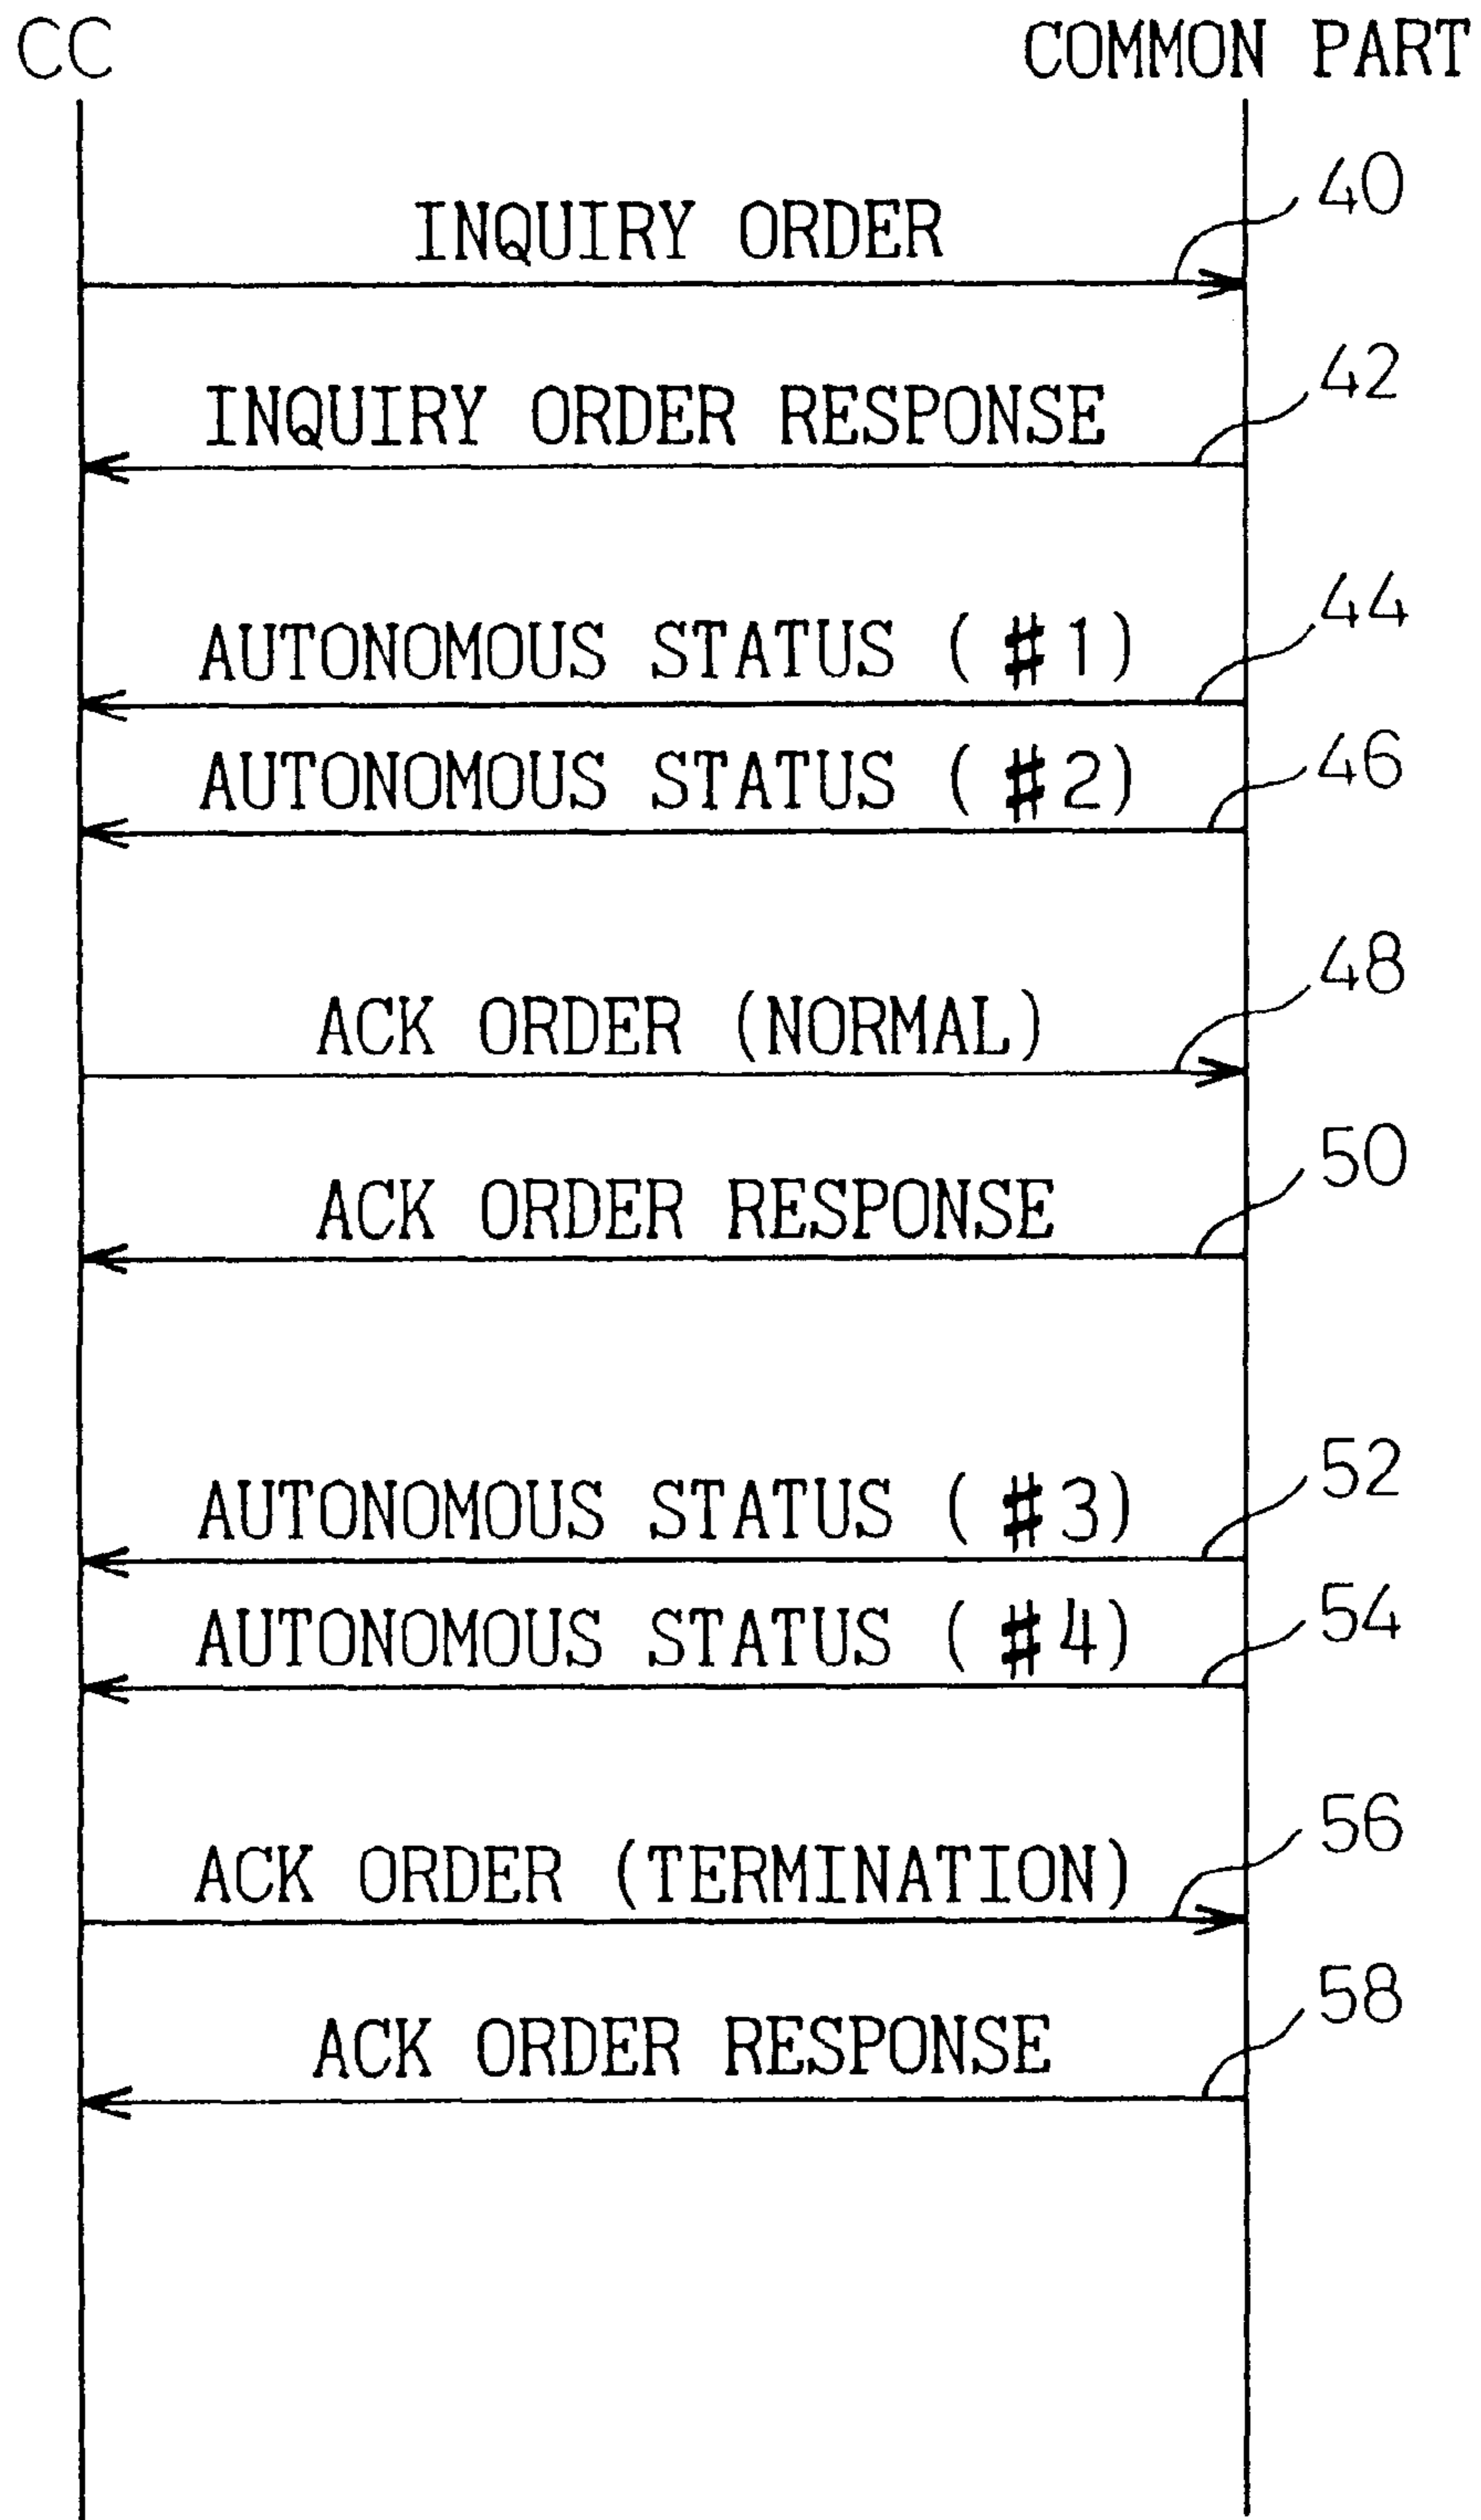 CC COMMON PART
40
INQUIRY ORDER
42
INQUIRY ORDER RESPONSE
44
AUTONOMOUS STATUS (#1)
46
AUTONOMOUS STATUS (#2)
48
ACK ORDER (NORMAL)
50
ACK ORDER RESPONSE
52
AUTONOMOUS STATUS (#3)
54
AUTONOMOUS STATUS (#4)
56
ACK ORDER (TERMINATION)
58
ACK ORDER RESPONSE